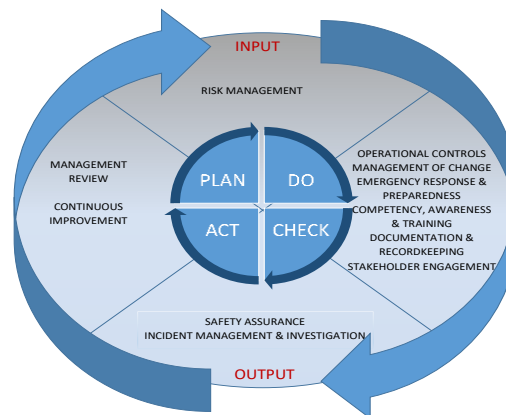 INPUT
RISK MANAGEMENT
MANAGEMENT
REVIEW
CONTINUOUS
IMPROVEMENT
PLAN
DO
ACT
CHECK
OPERATIONAL CONTROLS
MANAGEMENT OF CHANGE
EMERGENCY RESPONSE &
PREPAREDNESS
COMPETENCY, AWARENESS
& TRAINING
DOCUMENTATION &
RECORDKEEPING
STAKEHOLDER ENGAGEMENT
SAFETY ASSURANCE
INCIDENT MANAGEMENT & INVESTIGATION
OUTPUT